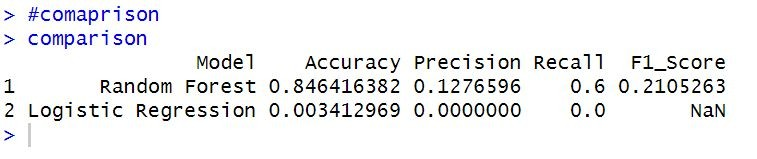 > #comaprison
> comparison
Model Accuracy Precision Recall F1_Score
1 Random Forest 0.846416382 0.1276596 0.6 0.2105263
2 Logistic Regression 0.003412969 0.0000000 0.0 NaN
>